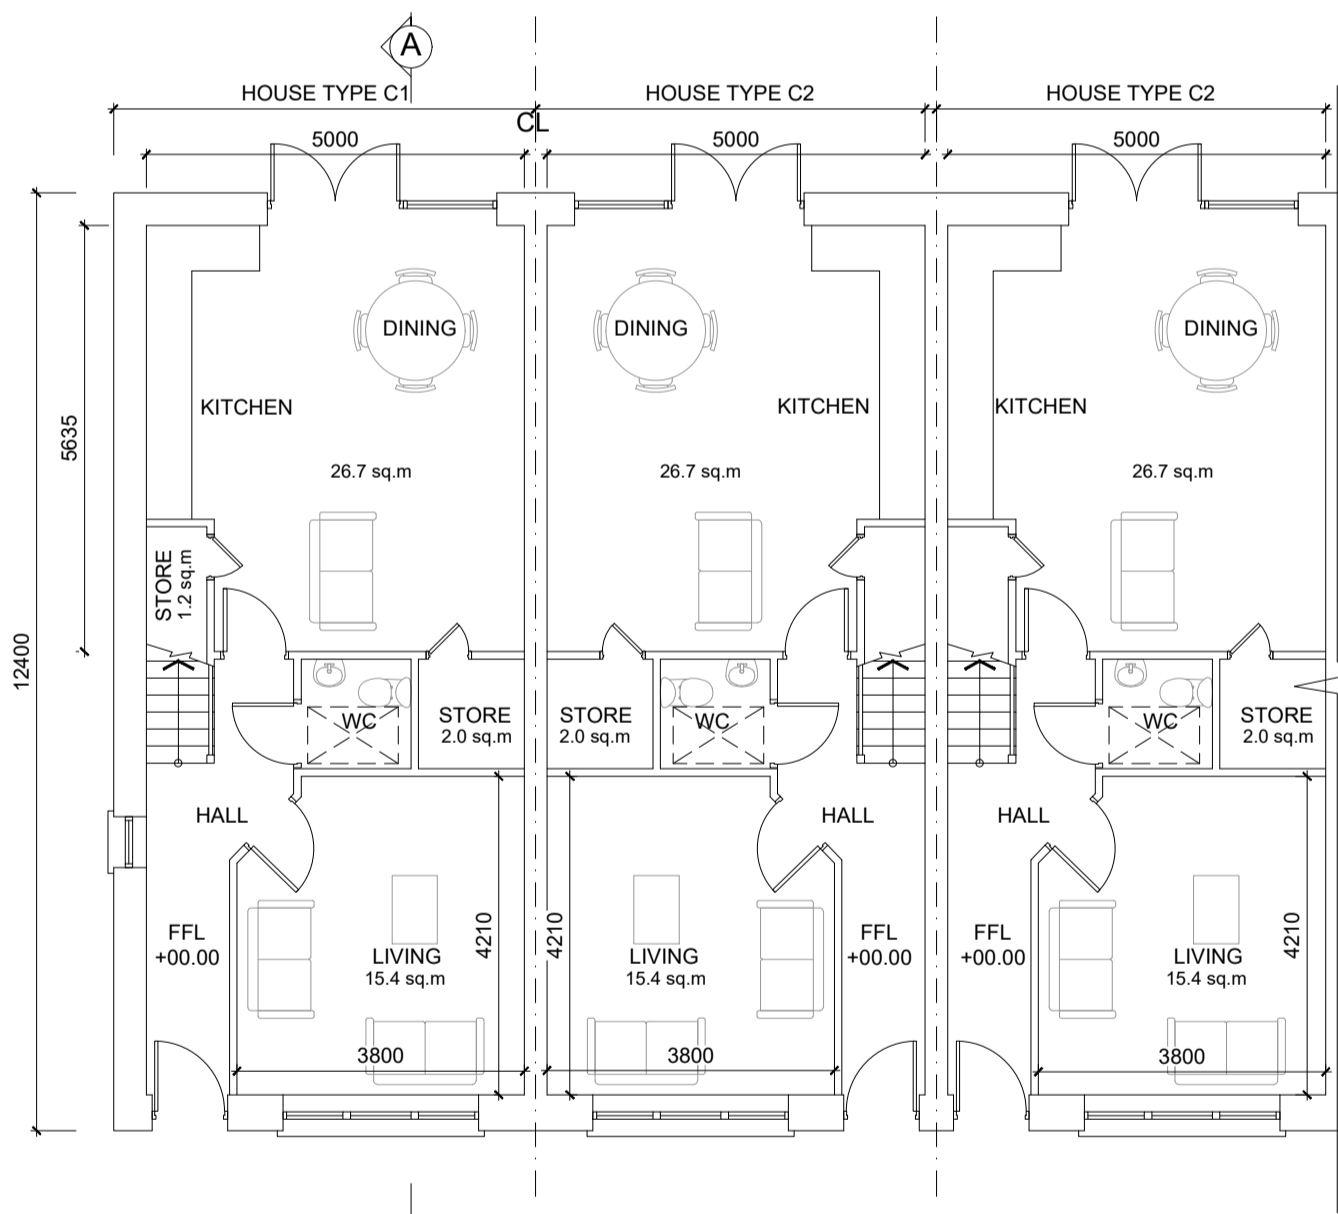 A
HOUSE TYPE C1
HOUSE TYPE C2
HOUSE TYPE C2
CL
5000
5000
5000
DINING
DINING
DINING
KITCHEN
KITCHEN
KITCHEN
5635
26.7 sq.m
26.7 sq.m
26.7 sq.m
STORE
1.2 sq.m
12400
WC
STORE
2.0 sq.m
STORE
2.0 sq.m
WC
WC
STORE
2.0 sq.m
HALL
HALL
HALL
FFL
+00.00
LIVING
15.4 sq.m
4210
4210
LIVING
15.4 sq.m
FFL
+00.00
FFL
+00.00
LIVING
15.4 sq.m
4210
3800
3800
3800